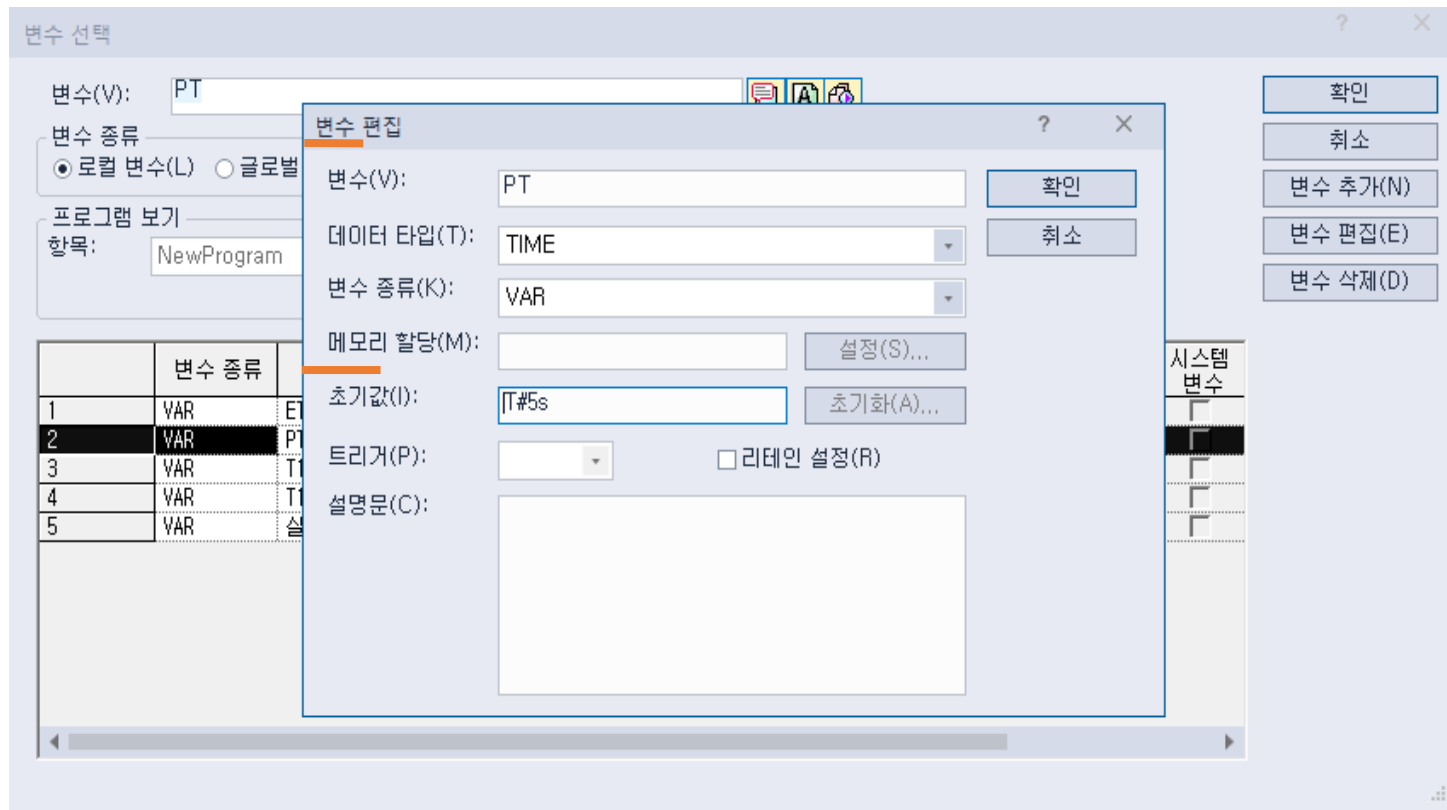 변수 선택
?
변수(V):
PT
확인
취소
변수 추가(N)
변수 편집(E)
변수 삭제(D)
변수 종류
로컬 변수(L)
글로벌
프로그램 보기
항목:
NewProgram
변수 종류
시스템
변수
1 VAR
2 VAR
3 VAR
4 VAR
5 VAR
변수 편집
?
변수(V):
PT
확인
데이터 타입(T):
TIME
취소
변수 종류(K):
VAR
메모리 할당(M):
설정(S)...
초기값(I):
T#5s
초기화(A)...
트리거(P):
리테인 설정(R)
설명문(C):